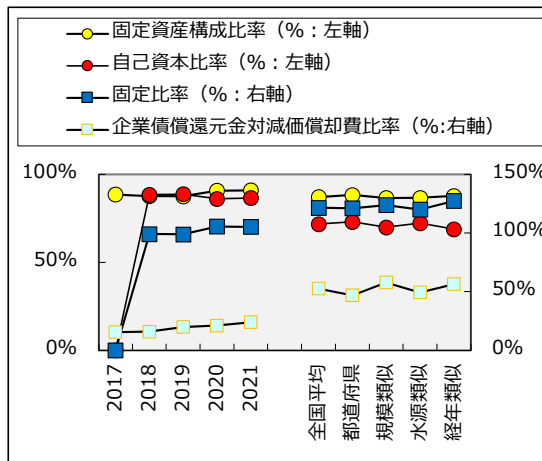 固定資産構成比率（%：左軸）
自己資本比率（%：左軸）
固定比率（%：右軸）
企業債償還元金対減価償却費比率（%:右軸）
100%
50%
0%
150%
100%
50%
0%
2017
2018
2019
2020
2021
全国平均
都道府県
規模類似
水源類似
経年類似